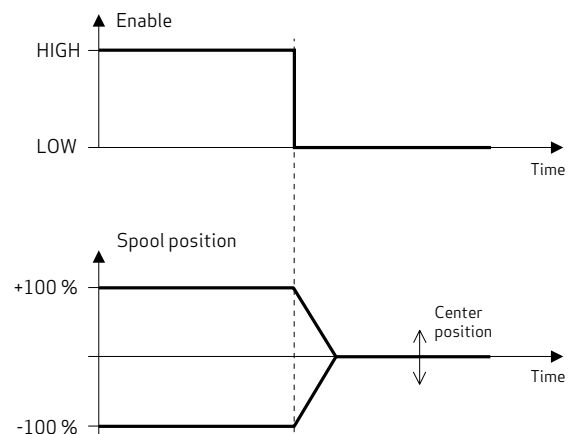 Enable
HIGH
LOW
Time
Spool position
+100 %
Center
position
Time
-100 %